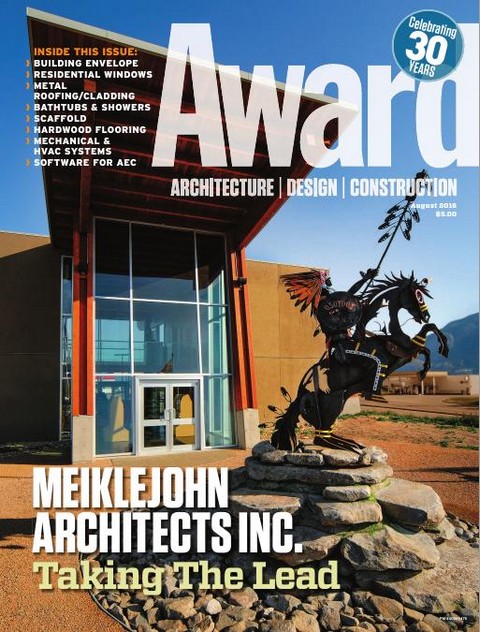 Celebrating
30
YEARS
INSIDE THIS ISSUE:
BUILDING ENVELOPE
RESIDENTIAL WINDOWS
METAL
ROOFING/CLADDING
BATHTUBS & SHOWERS
SCAFFOLD
HARDWOOD FLOORING
MECHANICAL &
HVAC SYSTEMS
SOFTWARE FOR AEC
Award
ARCHITECTURE | DESIGN | CONSTRUCTION
August 2016
$5.00
MEIKLEJOHN
ARCHITECTS INC.
Taking The Lead